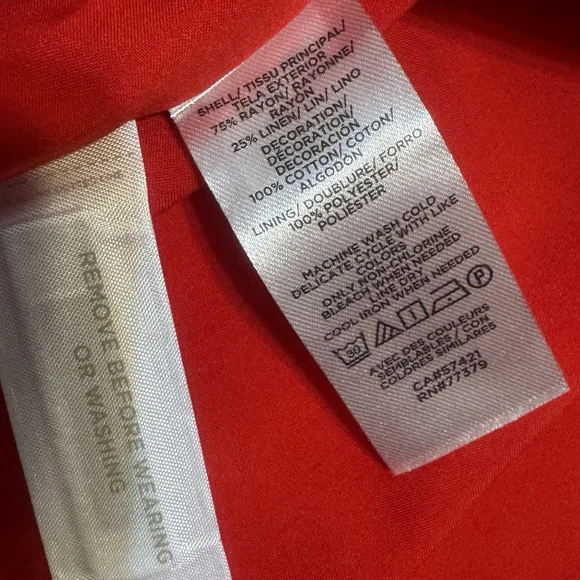 SHELL/ TISSU PRINCIPAL/
TELA EXTERIOR
75% RAYON/ RAYONNE/
RAYON
25% LINEN/ LIN/ LINO
DECORATION/
DÉCORATION/
DECORACIÓN
100% COTTON/ COTON/
ALGODÓN
LINING/ DOUBLURE/ FORRO
100% POLYESTER/
POLIÉSTER
MACHINE WASH COLD
DELICATE CYCLE WITH LIKE
COLORS
ONLY NON-CHLORINE
BLEACH WHEN NEEDED
LINE DRY
COOL IRON WHEN NEEDED
30 P
AVEC DES COULEURS
SEMBLABLES / CON
COLORES SIMILARES
CA#57421
RN#77379
REMOVE BEFORE WEARING
OR WASHING